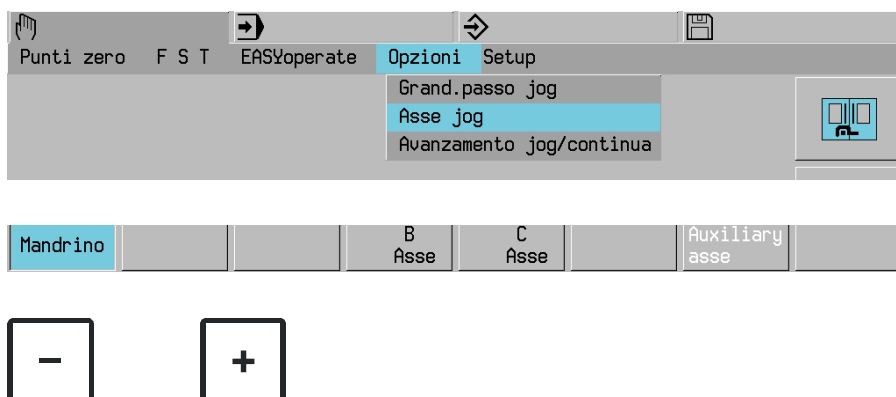 Punti zero F S T EASYoperate Opzioni Setup
Grand.passo jog
Asse jog
Avanzamento jog/continua
Mandrino B Asse C Asse Auxiliary asse
- +